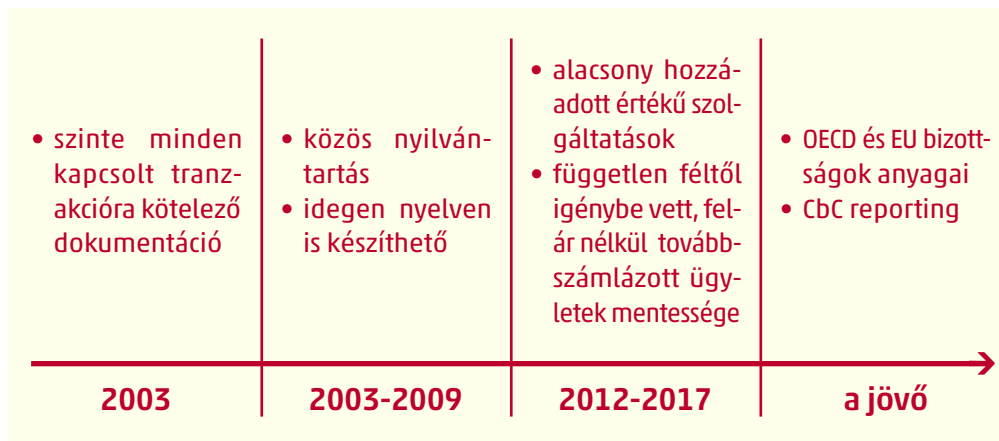 • szinte minden
kapcsolt tranz-
akcióra kötelező
dokumentáció
• közös nyilván-
tartás
• idegen nyelven
is készíthető
• alacsony hozzá-
adott értékű szol-
gáltatások
• független féltől
igénybe vett, fel-
ár nélkül tovább-
számlázott ügy-
letek mentessége
• OECD és EU bizott-
ságok anyagai
• CbC reporting
2003
2003-2009
2012-2017
a jövő